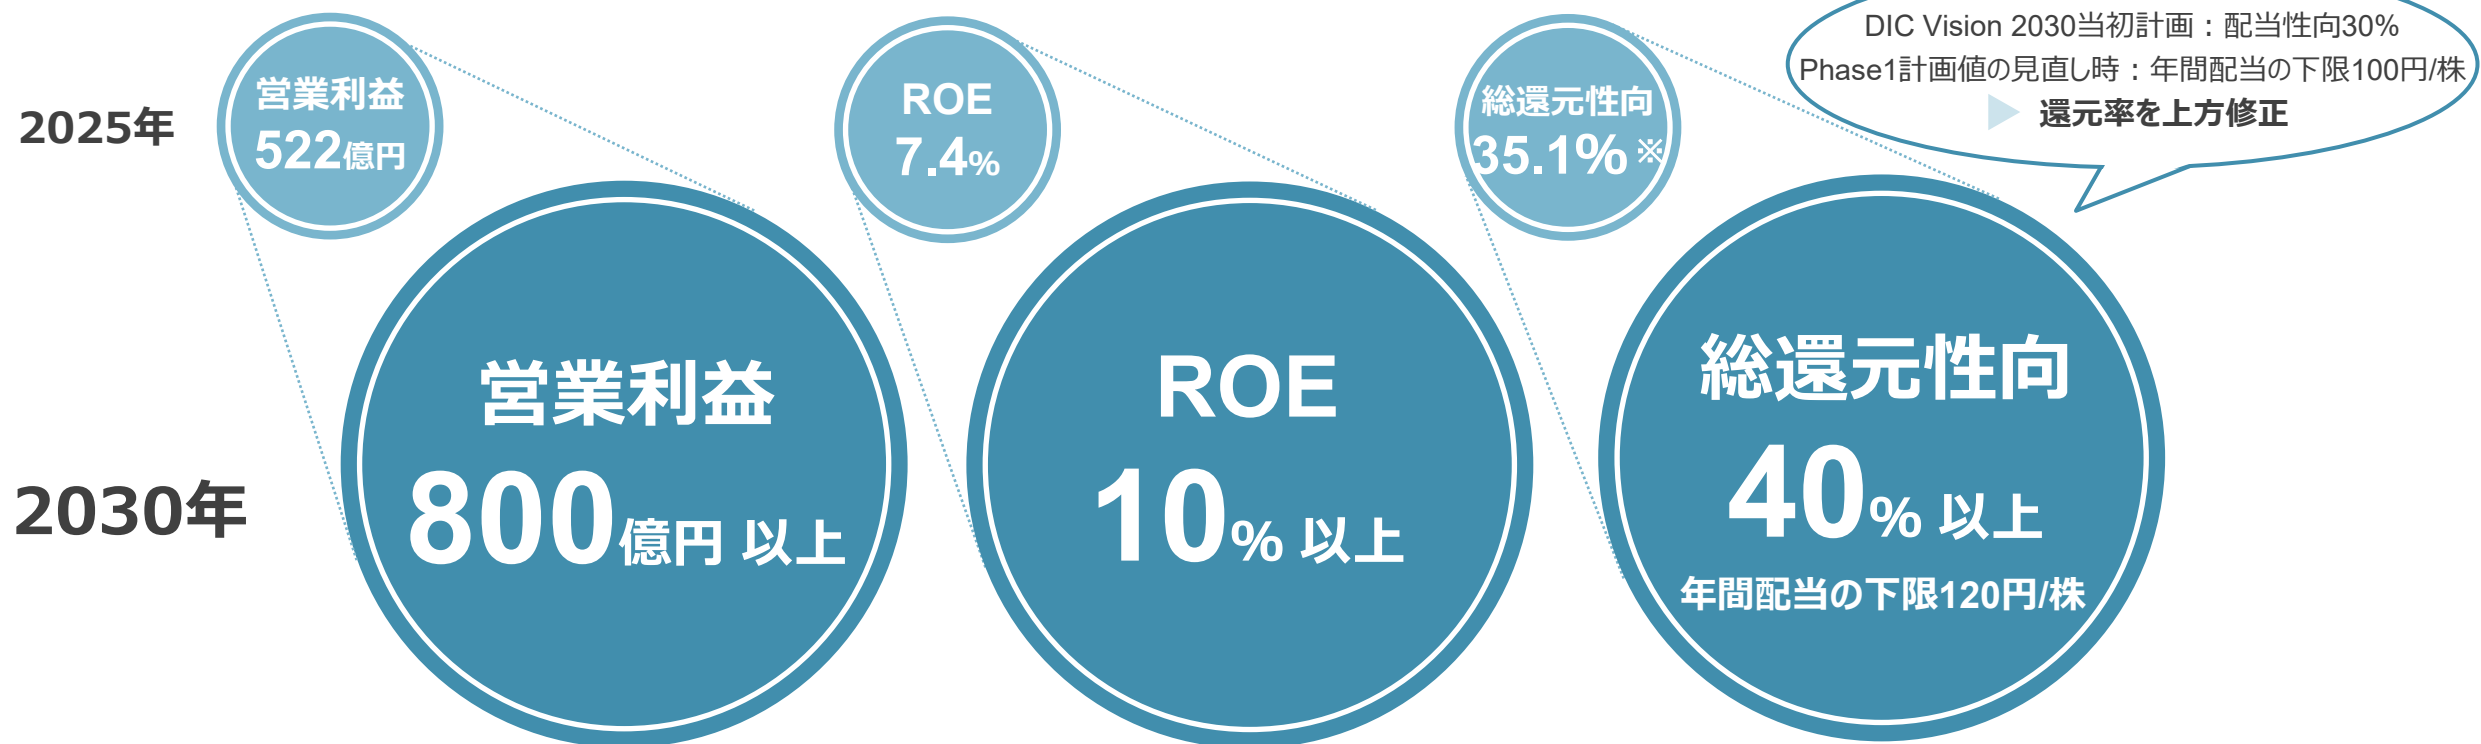 2025年
営業利益
522億円
ROE
7.4%
総還元性向
35.1%※
DIC Vision 2030当初計画：配当性向30%
Phase1計画値の見直し時：年間配当の下限100円/株
還元率を上方修正
2030年
営業利益
800億円 以上
ROE
10% 以上
総還元性向
40% 以上
年間配当の下限120円/株